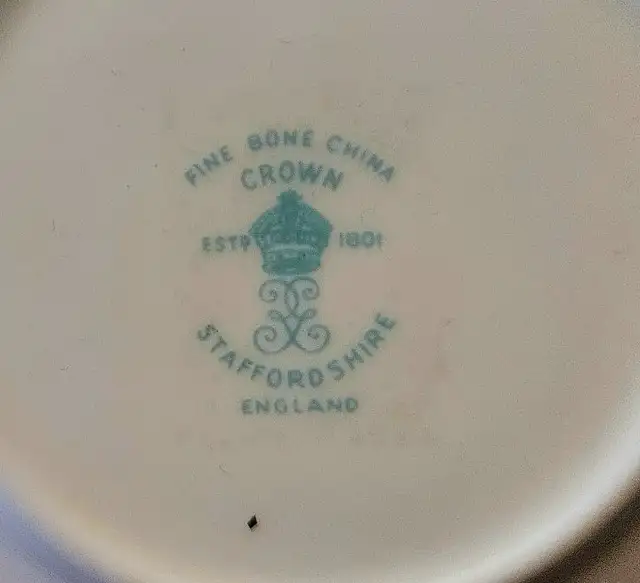 FINE BONE CHINA
CROWN
ESTD 1801
STAFFORDSHIRE
ENGLAND